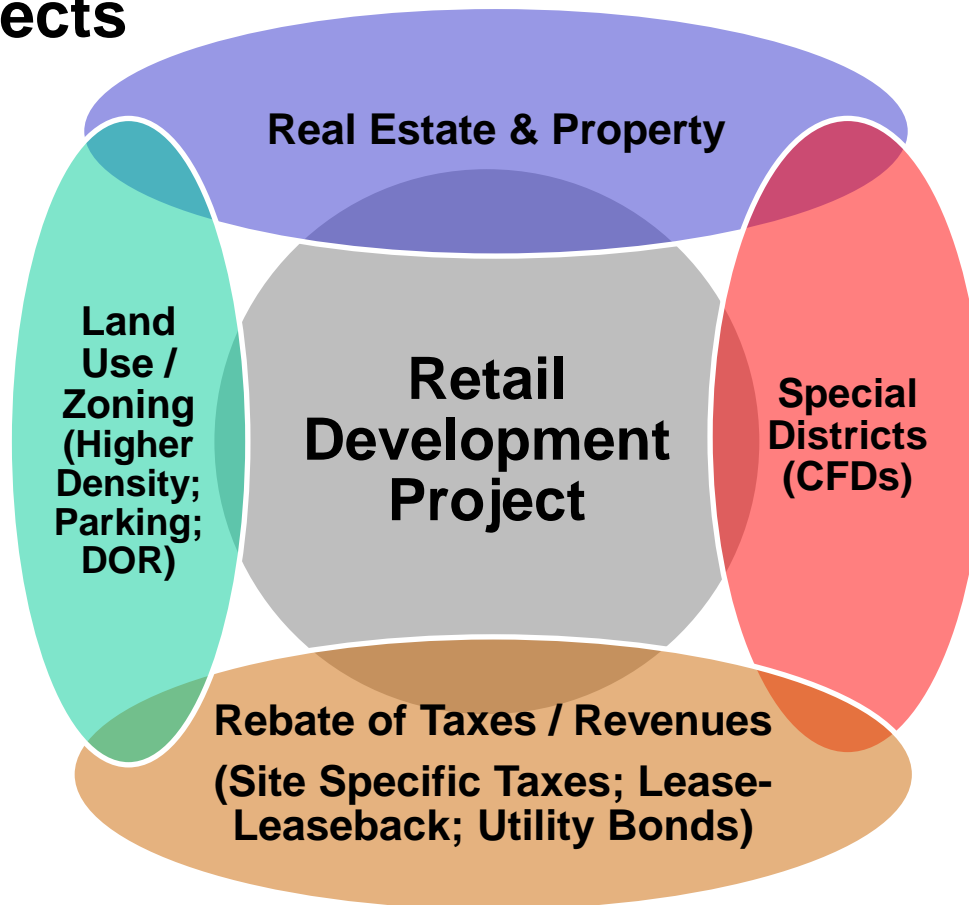 ects
Real Estate & Property
Land
Use /
Zoning
(Higher
Density;
Parking;
DOR)
Retail
Development
Project
Special
Districts
(CFDs)
Rebate of Taxes / Revenues
(Site Specific Taxes; Lease-
Leaseback; Utility Bonds)